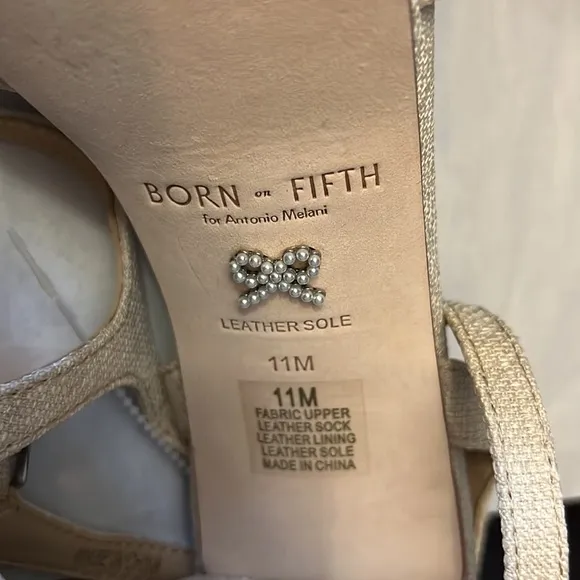 BORN on FIFTH
for Antonio Melani
LEATHER SOLE
11M
11M
FABRIC UPPER
LEATHER SOCK
LEATHER LINING
LEATHER SOLE
MADE IN CHINA